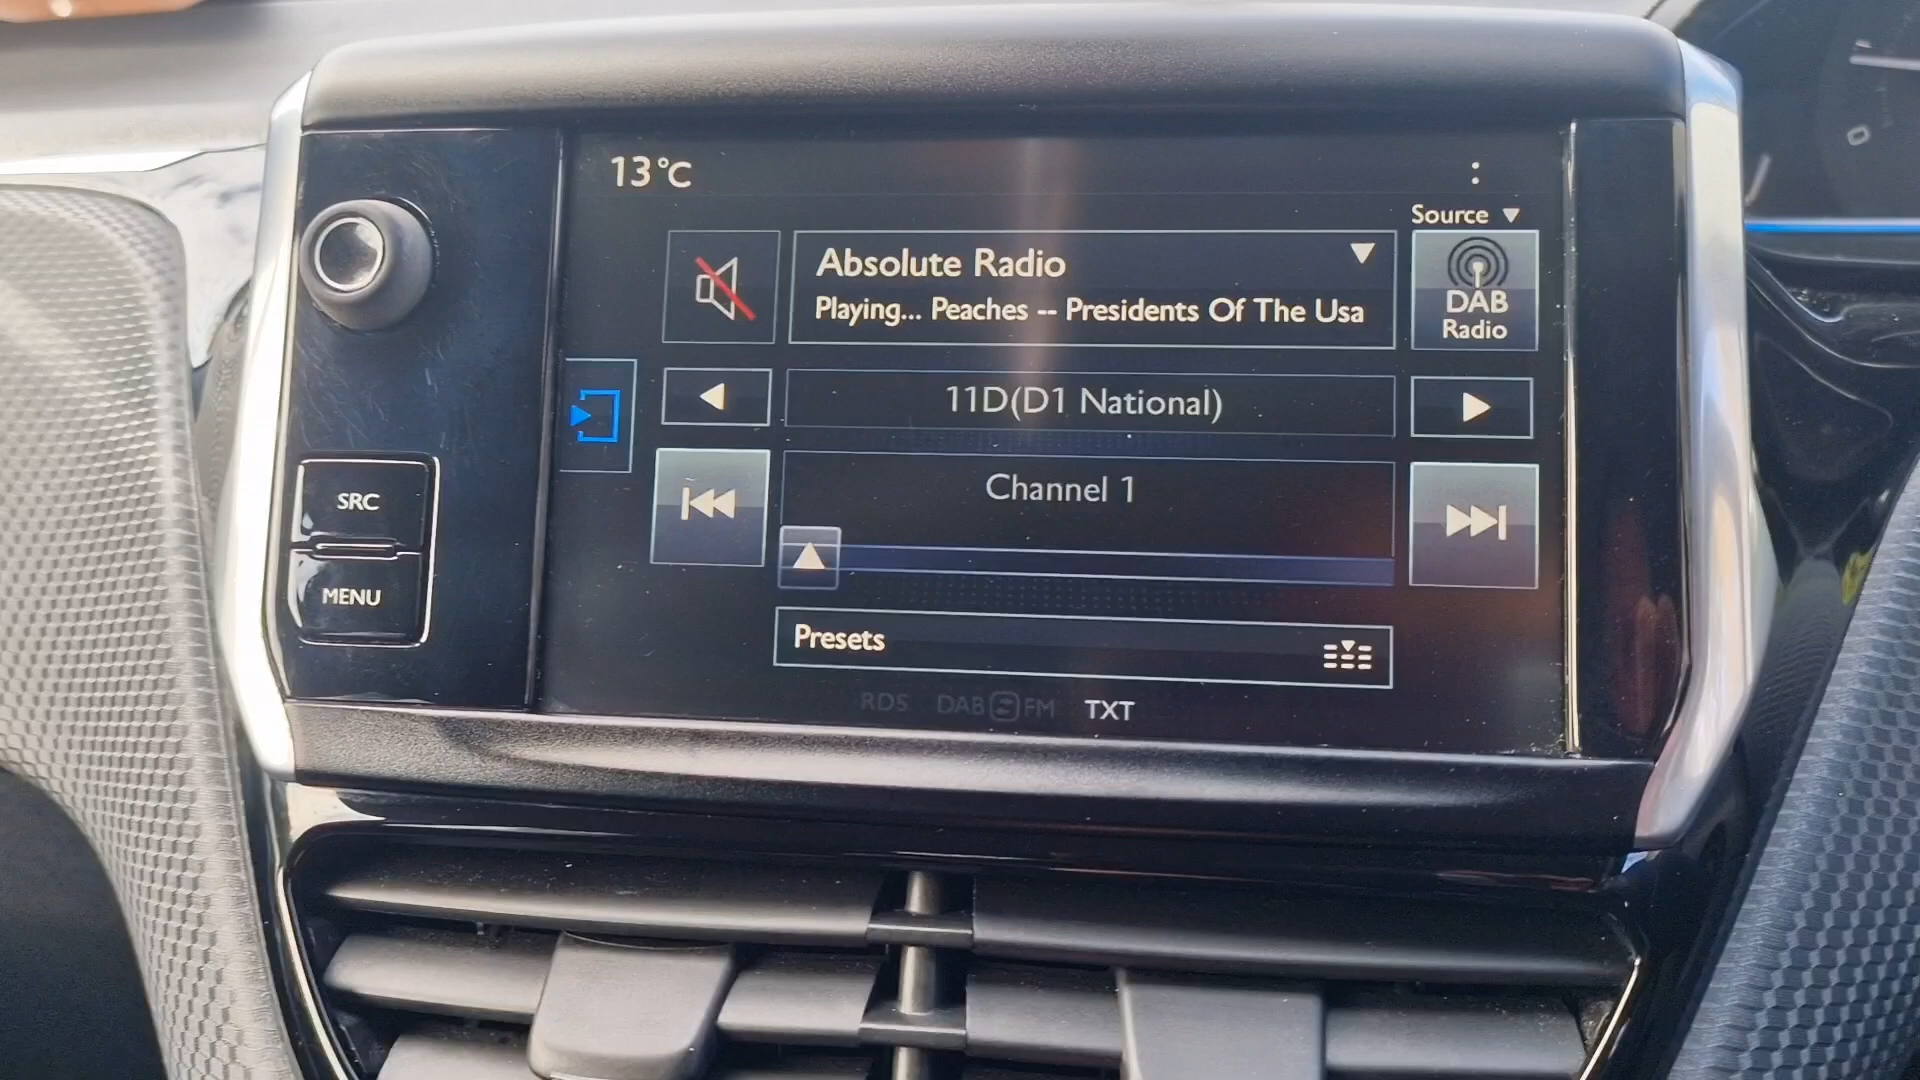 13°C
Source
Absolute Radio
Playing... Peaches -- Presidents Of The Usa
DAB
Radio
11D(D1 National)
SRC
Channel 1
MENU
Presets
RDS DAB FM TXT
0